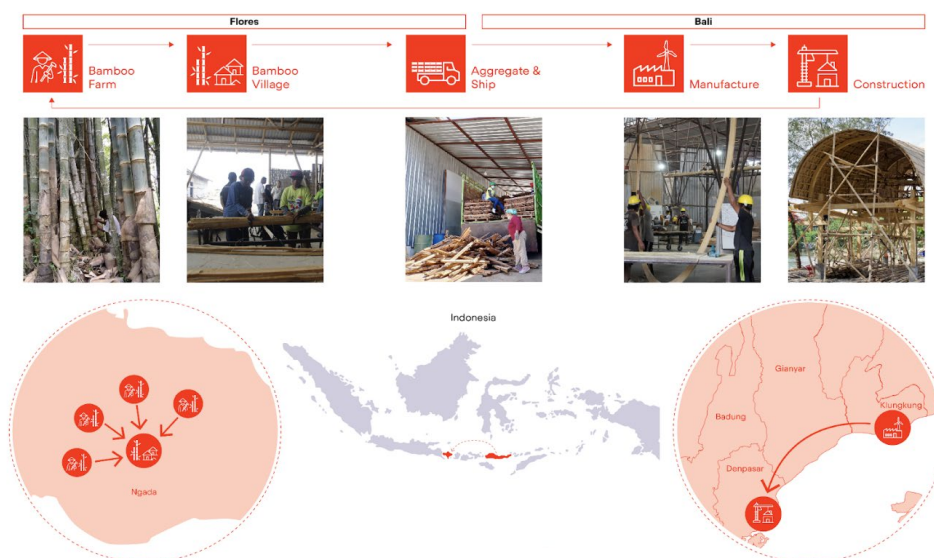 Flores
Bali
Bamboo
Farm
Bamboo
Village
Aggregate &
Ship
Manufacture
Construction
Indonesia
Ngada
Gianyar
Klungkung
Badung
Denpasar